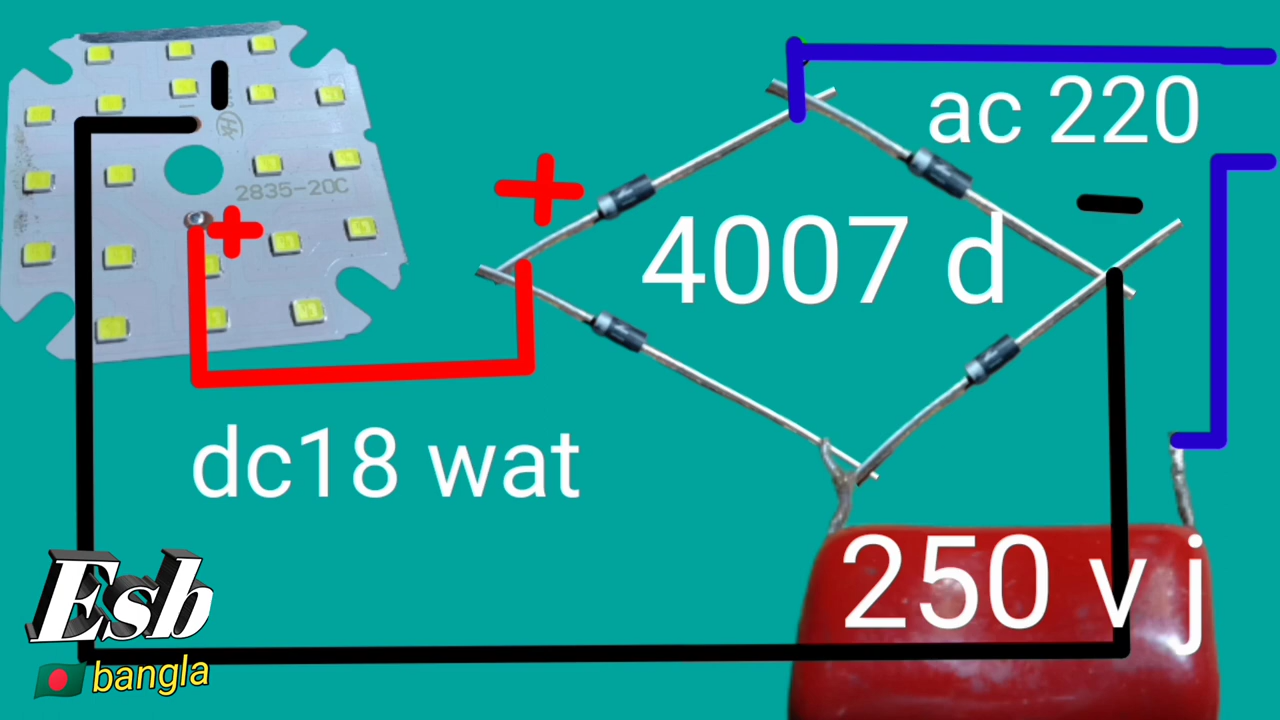 2835-20C
ac 220
4007 d
dc18 wat
250 v j
Esb
bangla